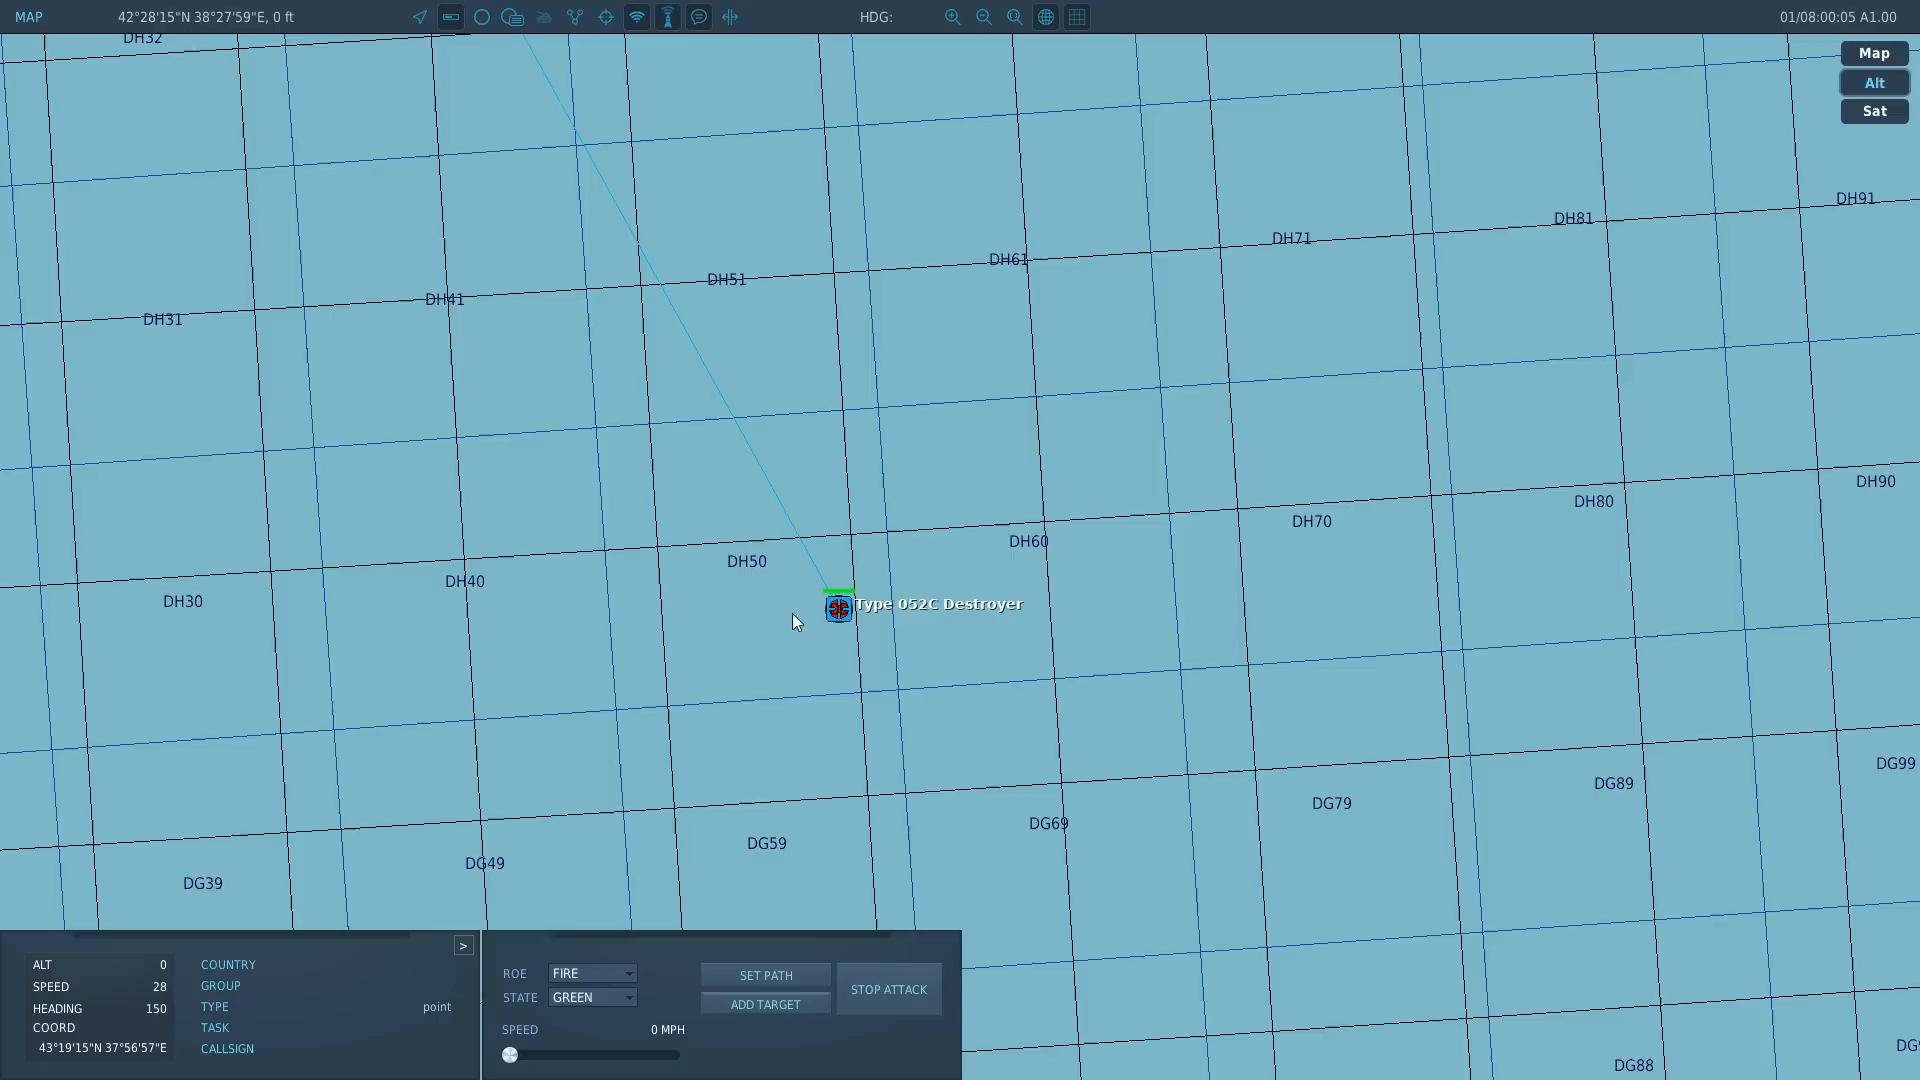 MAP
42°28'15"N 38°27'59"E, 0 ft
HDG:
01/08:00:05 A1.00
Map
Alt
Sat
DH32
DH91
DH81
DH71
DH61
DH51
DH41
DH31
DH90
DH80
DH70
DH60
DH50
DH40
DH30
Type 052C Destroyer
DG99
DG89
DG79
DG69
DG59
DG49
DG39
DG88
>
ALT 0
SPEED 28
HEADING 150
COORD
43°19'15"N 37°56'57"E
COUNTRY
GROUP
TYPE point
TASK
CALLSIGN
ROE FIRE
STATE GREEN
SPEED 0 MPH
SET PATH
ADD TARGET
STOP ATTACK